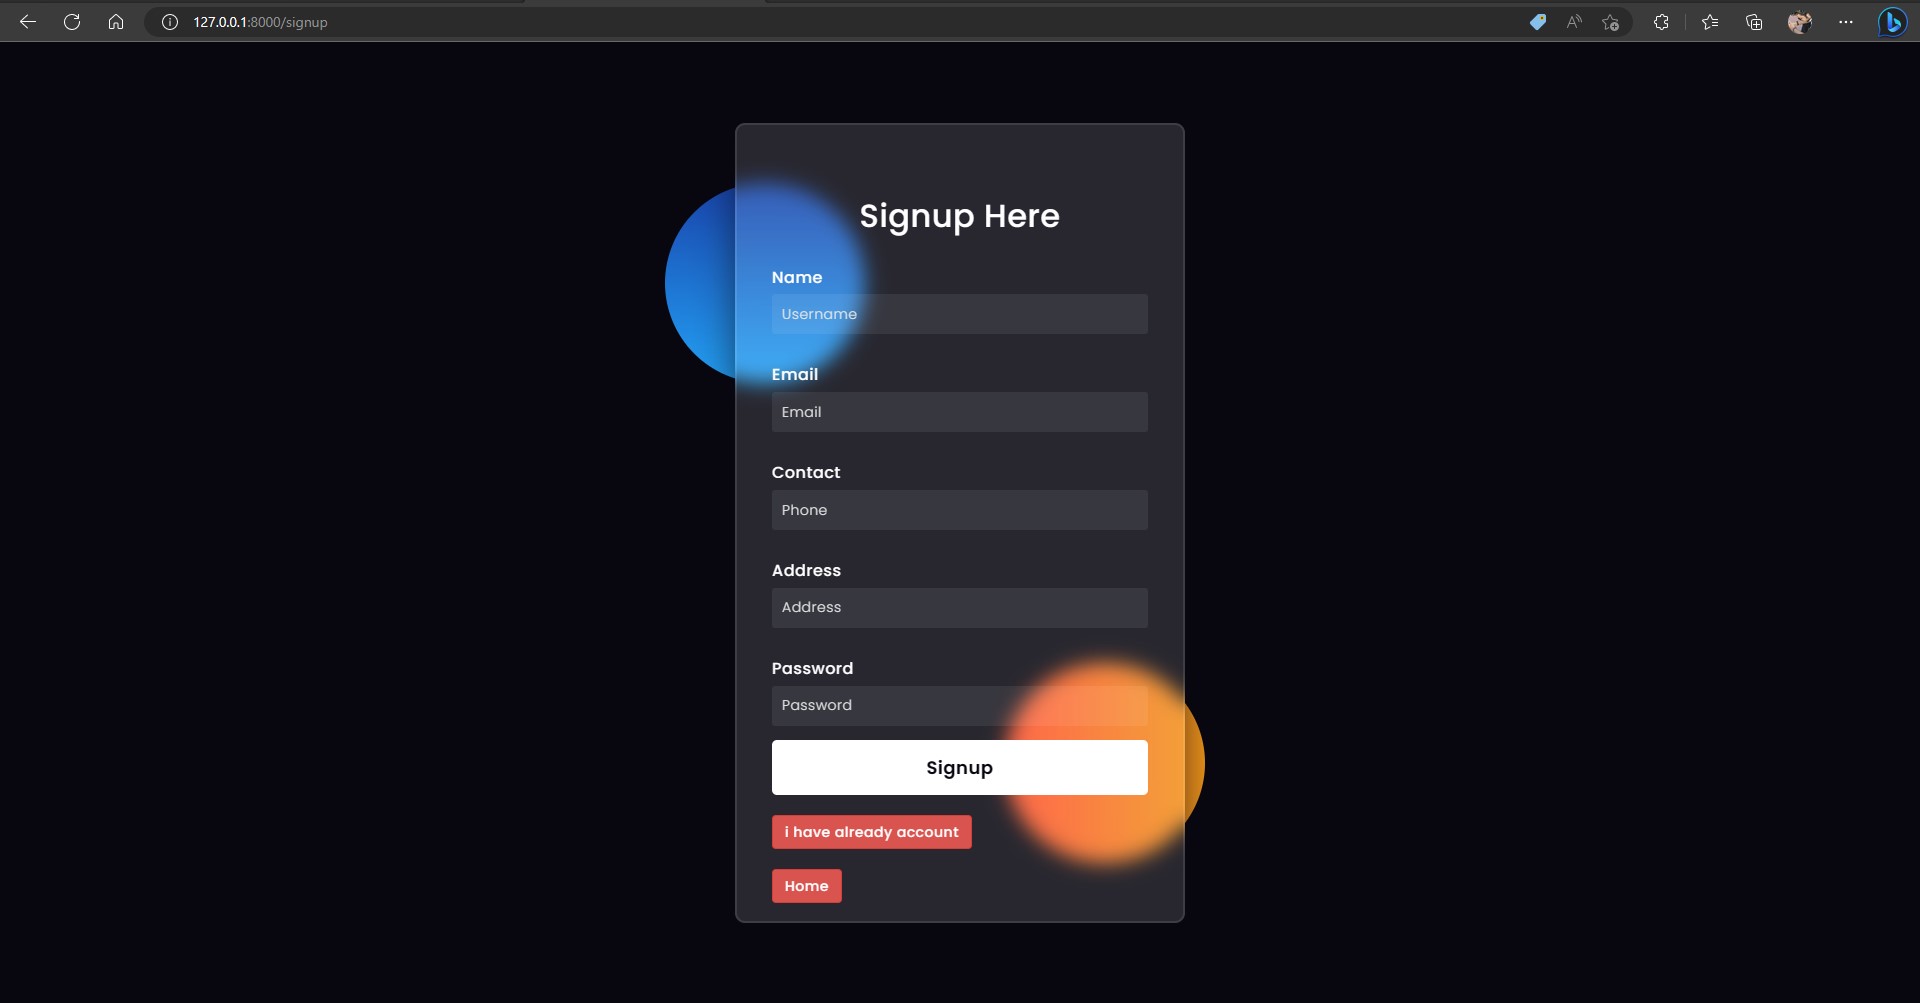 127.0.0.1:8000/signup
Signup Here
Name
Username
Email
Email
Contact
Phone
Address
Address
Password
Password
Signup
i have already account
Home